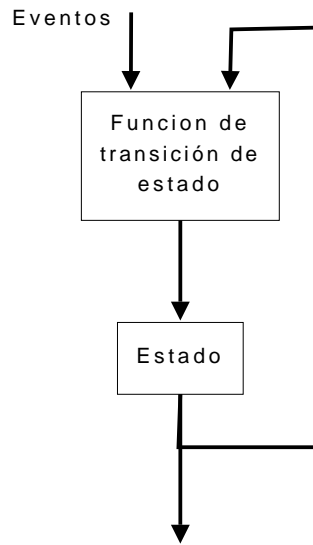 Eventos
Funcion de
transición de
estado
Estado